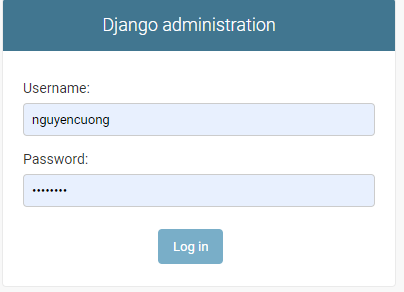 Django administration
Username:
nguyencuong
Password:
••••••••
Log in